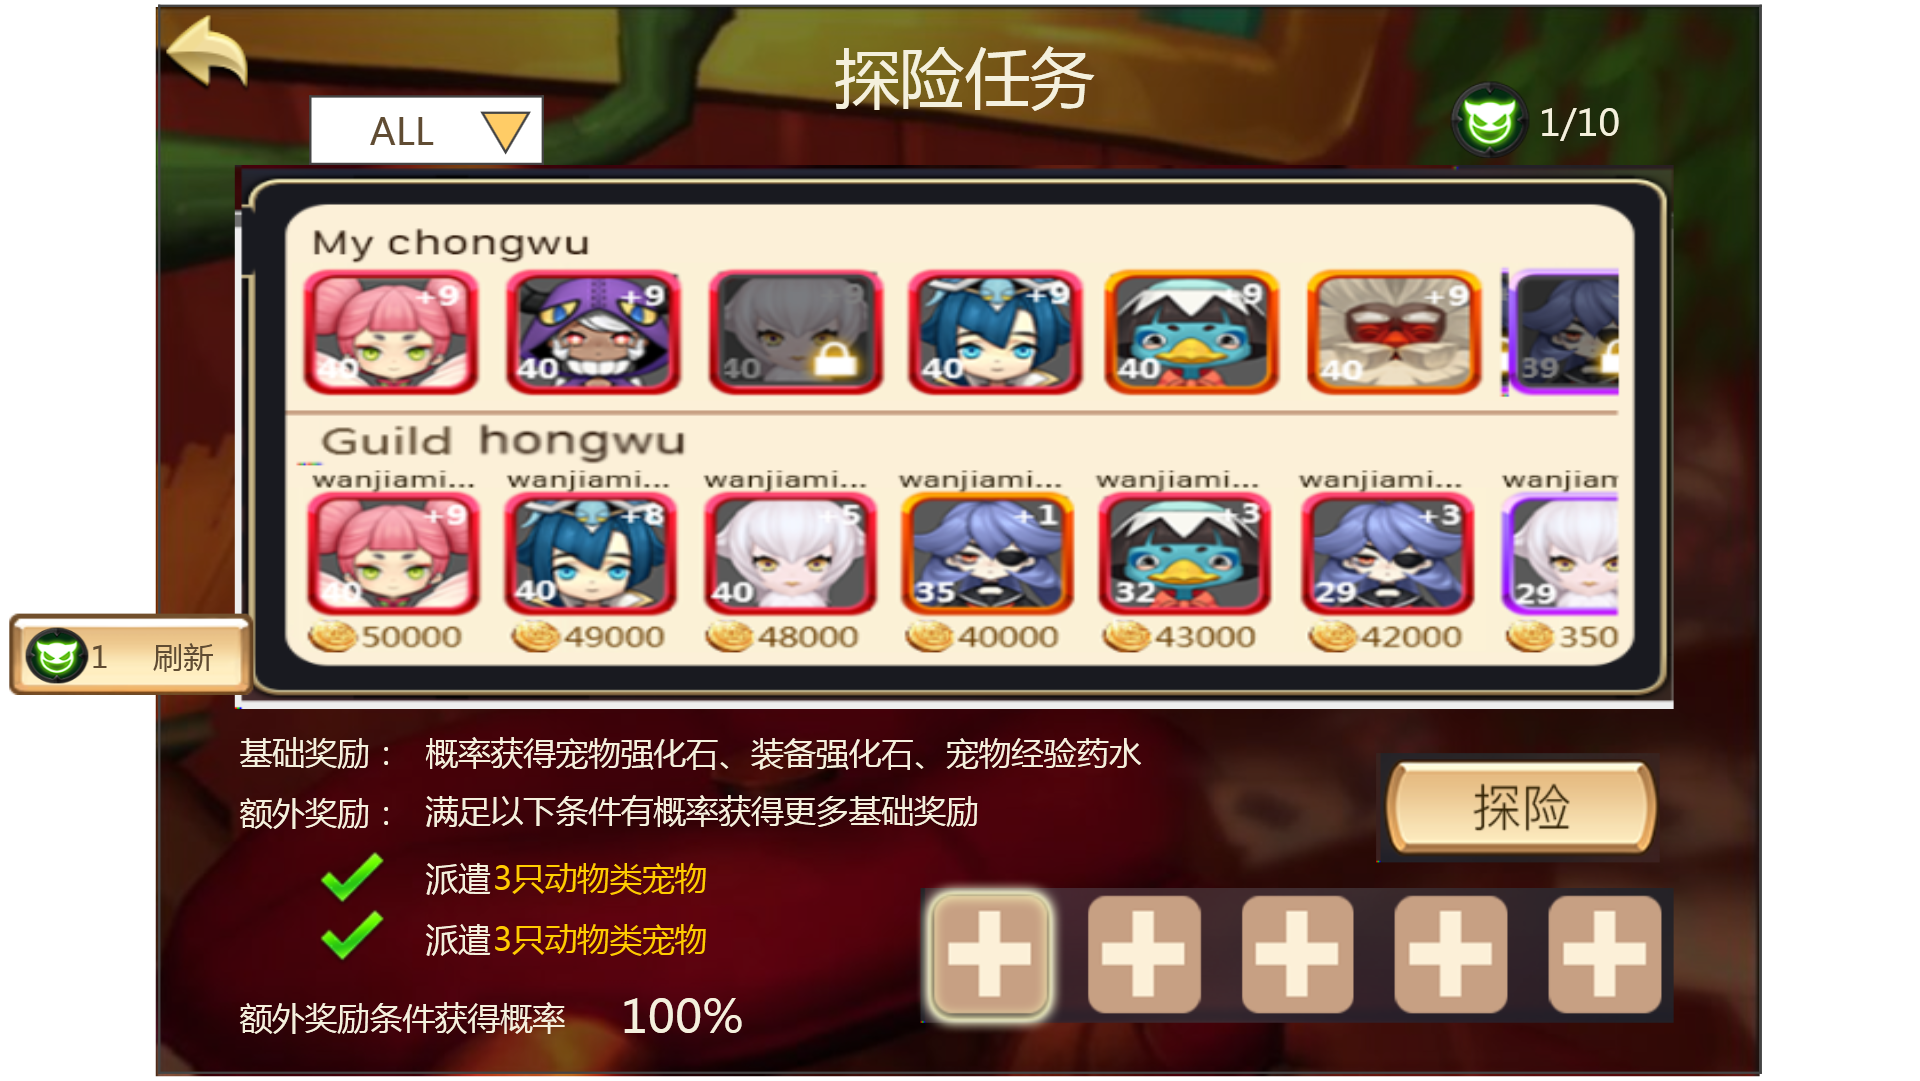 探险任务
ALL
1/10
My chongwu
+9 +9 +9 +9 +9 +9
40 40 40 40 40 40 39
Guild hongwu
wanjiami... wanjiami... wanjiami... wanjiami... wanjiami... wanjiami... wanjiam
+9 +8 +5 +1 +3 +3
40 40 40 35 32 29 29
50000 49000 48000 40000 43000 42000 350
1 刷新
基础奖励： 概率获得宠物强化石、装备强化石、宠物经验药水
额外奖励： 满足以下条件有概率获得更多基础奖励
探险
派遣3只动物类宠物
派遣3只动物类宠物
额外奖励条件获得概率 100%